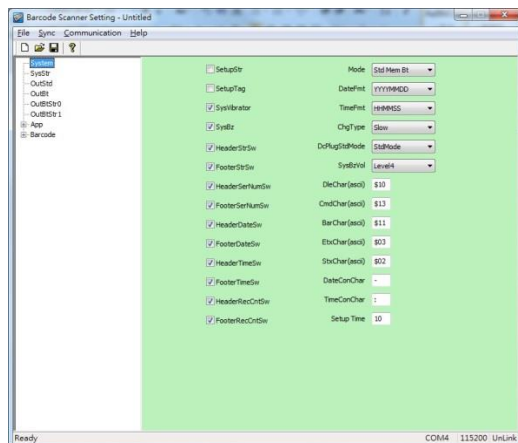 Barcode Scanner Setting - Untitled
File Sync Communication Help
System
SysStr
OutStd
OutBt
OutBtStr0
OutBtStr1
App
Barcode
SetupStr Mode Std Mem Bt
SetupTag DateFmt YYYYMMDD
SysVibrator TimeFmt HHMMSS
SysBz ChgType Slow
HeaderStrSw DcPlugStdMode StdMode
FooterStrSw SysBzVol Level4
HeaderSerNumSw DleChar(ascii) $10
FooterSerNumSw CmdChar(ascii) $13
HeaderDateSw BarChar(ascii) $11
FooterDateSw EtxChar(ascii) $03
HeaderTimeSw StxChar(ascii) $02
FooterTimeSw DateConChar -
HeaderRecCntSw TimeConChar :
FooterRecCntSw Setup Time 10
Ready COM4 115200 UnLink